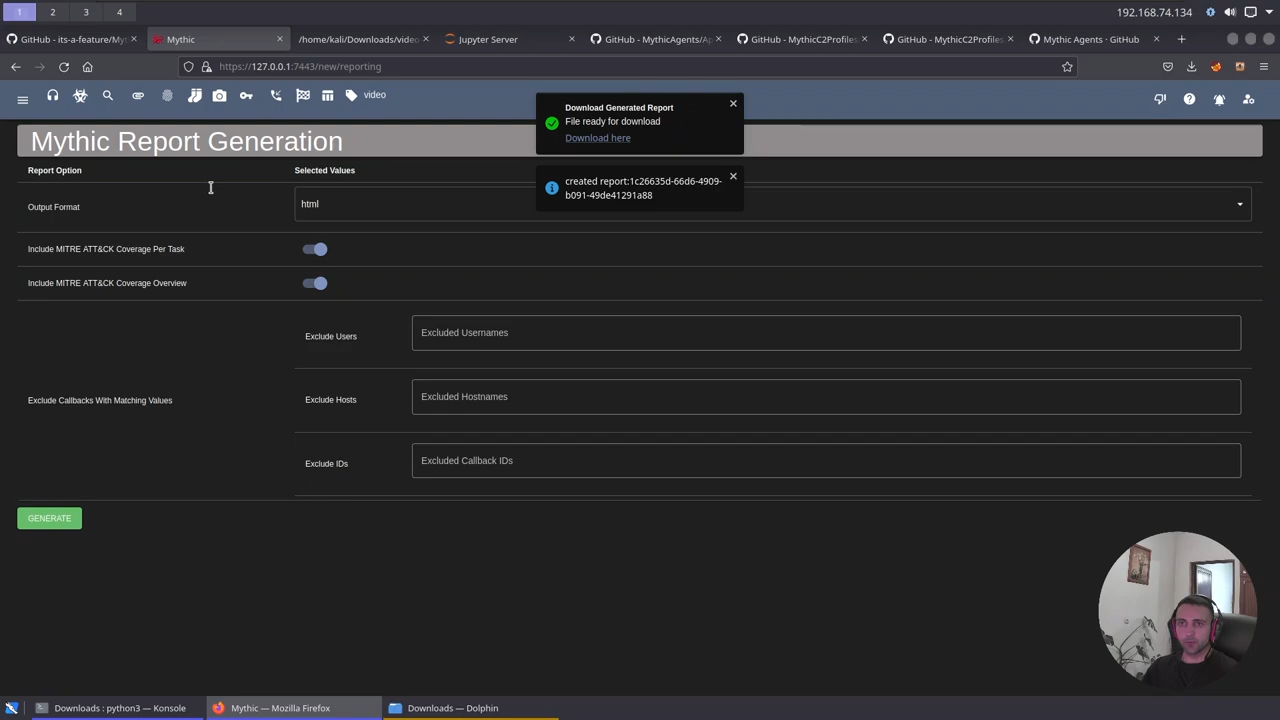 1 2 3 4 192.168.74.134
GitHub - its-a-feature/My Mythic /home/kali/Downloads/video Jupyter Server GitHub - MythicAgents/Ap GitHub - MythicC2Profiles GitHub - MythicC2Profiles Mythic Agents · GitHub
https://127.0.0.1:7443/new/reporting
video
Download Generated Report
File ready for download
Download here
created report:1c26635d-66d6-4909-
b091-49de41291a88
Mythic Report Generation
Report Option Selected Values
Output Format html
Include MITRE ATT&CK Coverage Per Task
Include MITRE ATT&CK Coverage Overview
Exclude Callbacks With Matching Values
Exclude Users Excluded Usernames
Exclude Hosts Excluded Hostnames
Exclude IDs Excluded Callback IDs
GENERATE
Downloads : python3 — Konsole Mythic — Mozilla Firefox Downloads — Dolphin